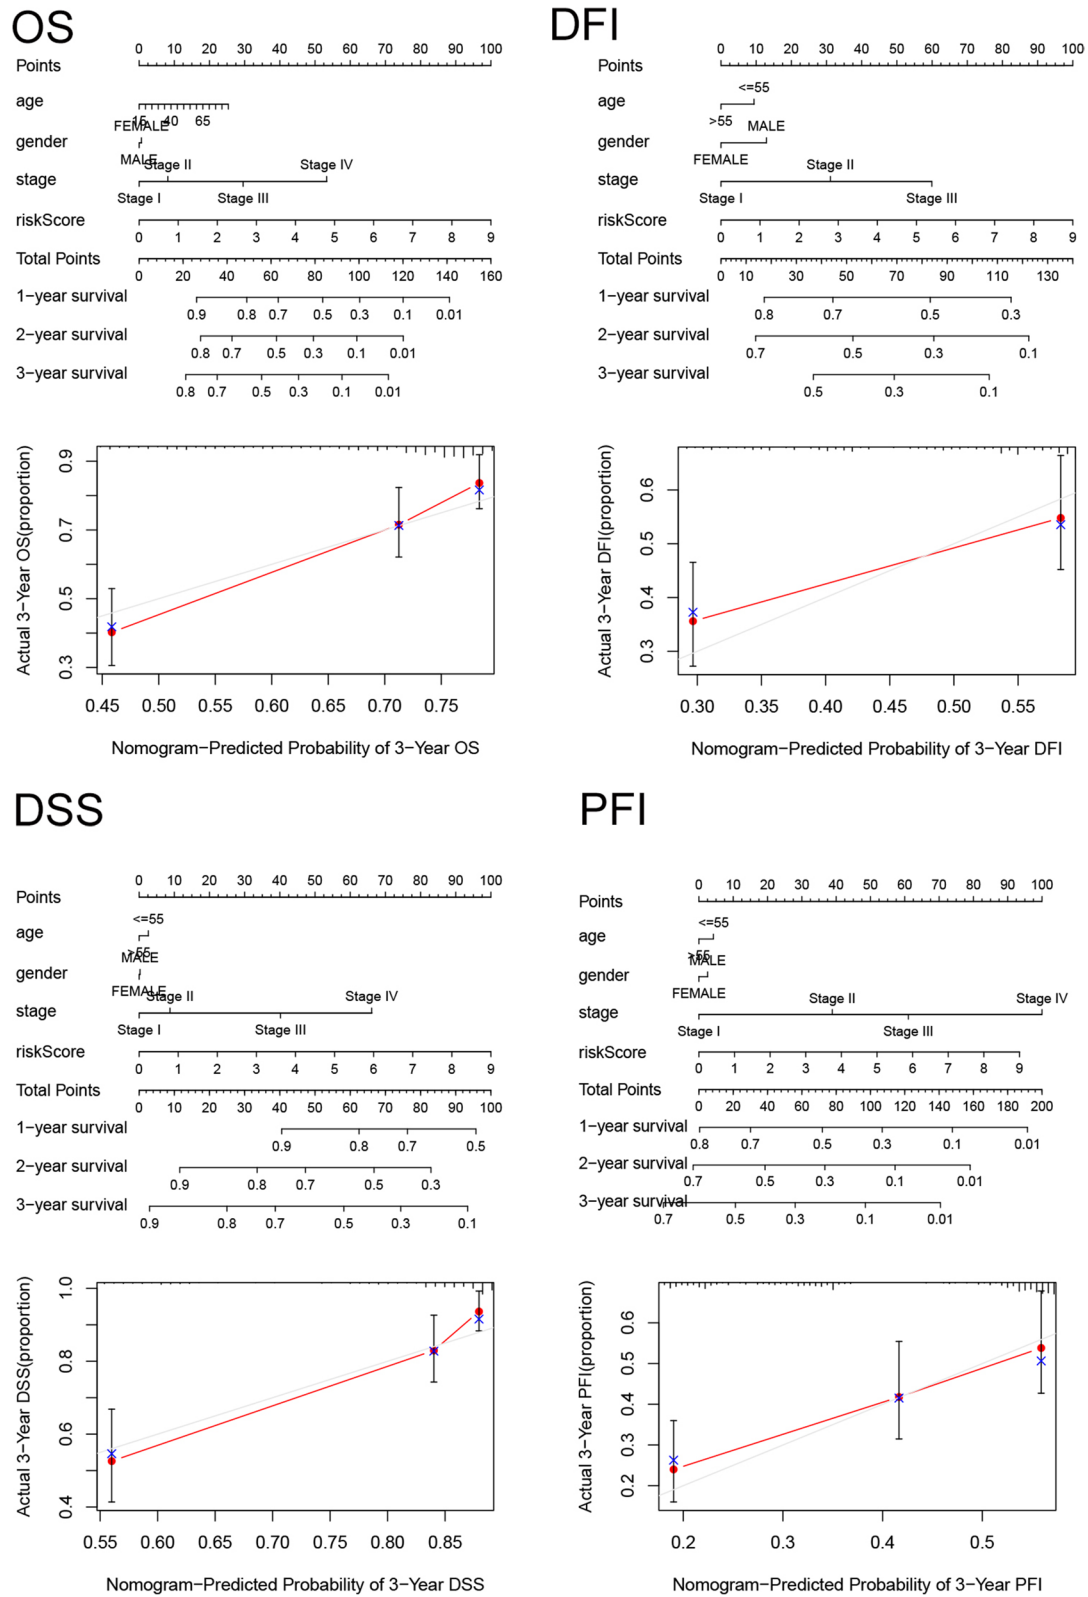 OS
0 10 20 30 40 50 60 70 80 90 100
Points
age
15 40 65
FEMALE
gender
MALE
Stage II Stage IV
stage
Stage I Stage III
riskScore
0 1 2 3 4 5 6 7 8 9
Total Points
0 20 40 60 80 100 120 140 160
1−year survival
0.9 0.8 0.7 0.5 0.3 0.1 0.01
2−year survival
0.8 0.7 0.5 0.3 0.1 0.01
3−year survival
0.8 0.7 0.5 0.3 0.1 0.01
Actual 3−Year OS(proportion)
0.3 0.5 0.7 0.9
0.45 0.50 0.55 0.60 0.65 0.70 0.75
Nomogram−Predicted Probability of 3−Year OS
DFI
0 10 20 30 40 50 60 70 80 90 100
Points
<=55
age
>55
MALE
gender
FEMALE
Stage II
stage
Stage I Stage III
riskScore
0 1 2 3 4 5 6 7 8 9
Total Points
0 10 30 50 70 90 110 130
1−year survival
0.8 0.7 0.5 0.3
2−year survival
0.7 0.5 0.3 0.1
3−year survival
0.5 0.3 0.1
Actual 3−Year DFI(proportion)
0.3 0.4 0.5 0.6
0.30 0.35 0.40 0.45 0.50 0.55
Nomogram−Predicted Probability of 3−Year DFI
DSS
0 10 20 30 40 50 60 70 80 90 100
Points
<=55
age
>55
MALE
gender
FEMALE
Stage II Stage IV
stage
Stage I Stage III
riskScore
0 1 2 3 4 5 6 7 8 9
Total Points
0 10 20 30 40 50 60 70 80 90 100
1−year survival
0.9 0.8 0.7 0.5
2−year survival
0.9 0.8 0.7 0.5 0.3
3−year survival
0.9 0.8 0.7 0.5 0.3 0.1
Actual 3−Year DSS(proportion)
0.4 0.6 0.8 1.0
0.55 0.60 0.65 0.70 0.75 0.80 0.85
Nomogram−Predicted Probability of 3−Year DSS
PFI
0 10 20 30 40 50 60 70 80 90 100
Points
<=55
age
>55
MALE
gender
FEMALE
Stage II Stage IV
stage
Stage I Stage III
riskScore
0 1 2 3 4 5 6 7 8 9
Total Points
0 20 40 60 80 100 120 140 160 180 200
1−year survival
0.8 0.7 0.5 0.3 0.1 0.01
2−year survival
0.7 0.5 0.3 0.1 0.01
3−year survival
0.7 0.5 0.3 0.1 0.01
Actual 3−Year PFI(proportion)
0.2 0.3 0.4 0.5 0.6
0.2 0.3 0.4 0.5
Nomogram−Predicted Probability of 3−Year PFI